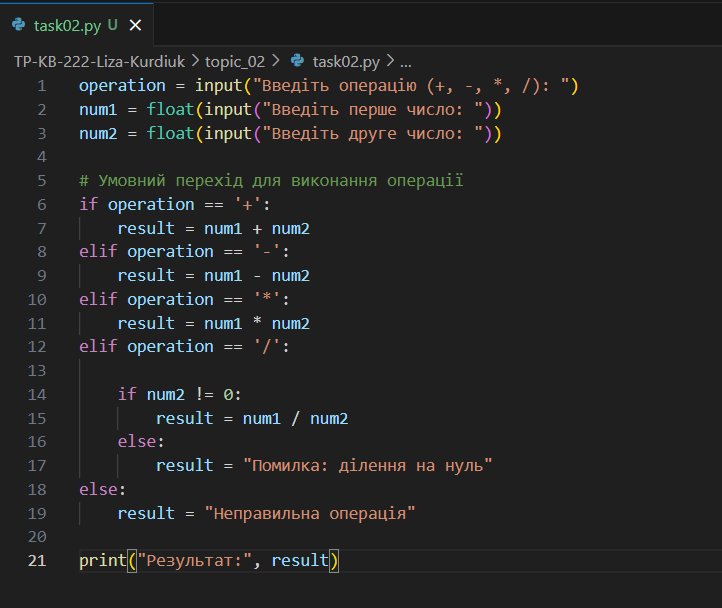 task02.py U ✕
TP-KB-222-Liza-Kurdiuk > topic_02 > task02.py > ...
1 operation = input("Введіть операцію (+, -, *, /): ")
2 num1 = float(input("Введіть перше число: "))
3 num2 = float(input("Введіть друге число: "))
4
5 # Умовний перехід для виконання операції
6 if operation == '+':
7     result = num1 + num2
8 elif operation == '-':
9     result = num1 - num2
10 elif operation == '*':
11     result = num1 * num2
12 elif operation == '/':
13
14     if num2 != 0:
15         result = num1 / num2
16     else:
17         result = "Помилка: ділення на нуль"
18 else:
19     result = "Неправильна операція"
20
21 print("Результат:", result)